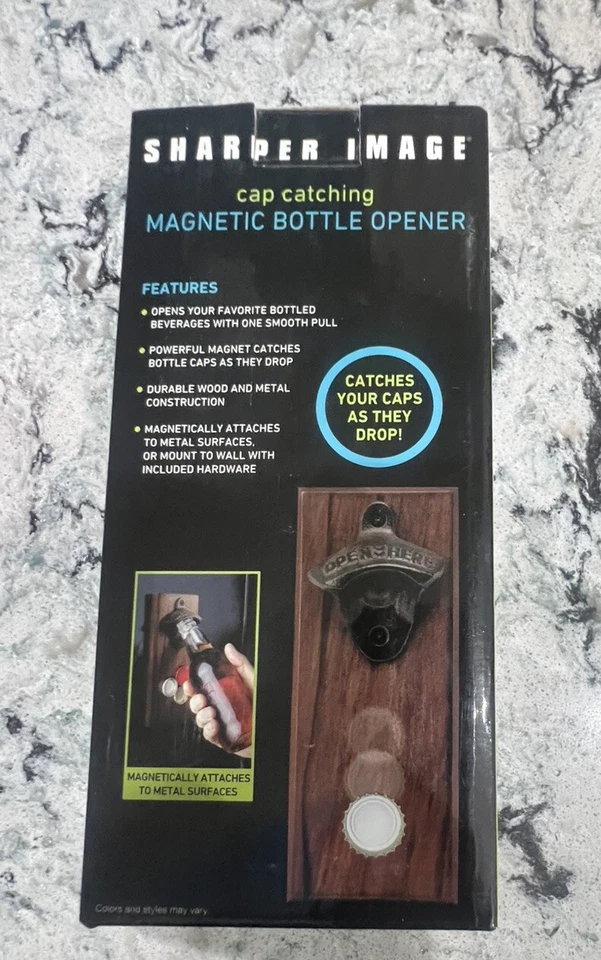 SHARPER IMAGE
cap catching
MAGNETIC BOTTLE OPENER
FEATURES
• OPENS YOUR FAVORITE BOTTLED
BEVERAGES WITH ONE SMOOTH PULL
• POWERFUL MAGNET CATCHES
BOTTLE CAPS AS THEY DROP
• DURABLE WOOD AND METAL
CONSTRUCTION
• MAGNETICALLY ATTACHES
TO METAL SURFACES,
OR MOUNT TO WALL WITH
INCLUDED HARDWARE
CATCHES
YOUR CAPS
AS THEY
DROP!
OPEN HERE
MAGNETICALLY ATTACHES
TO METAL SURFACES
Colors and styles may vary.